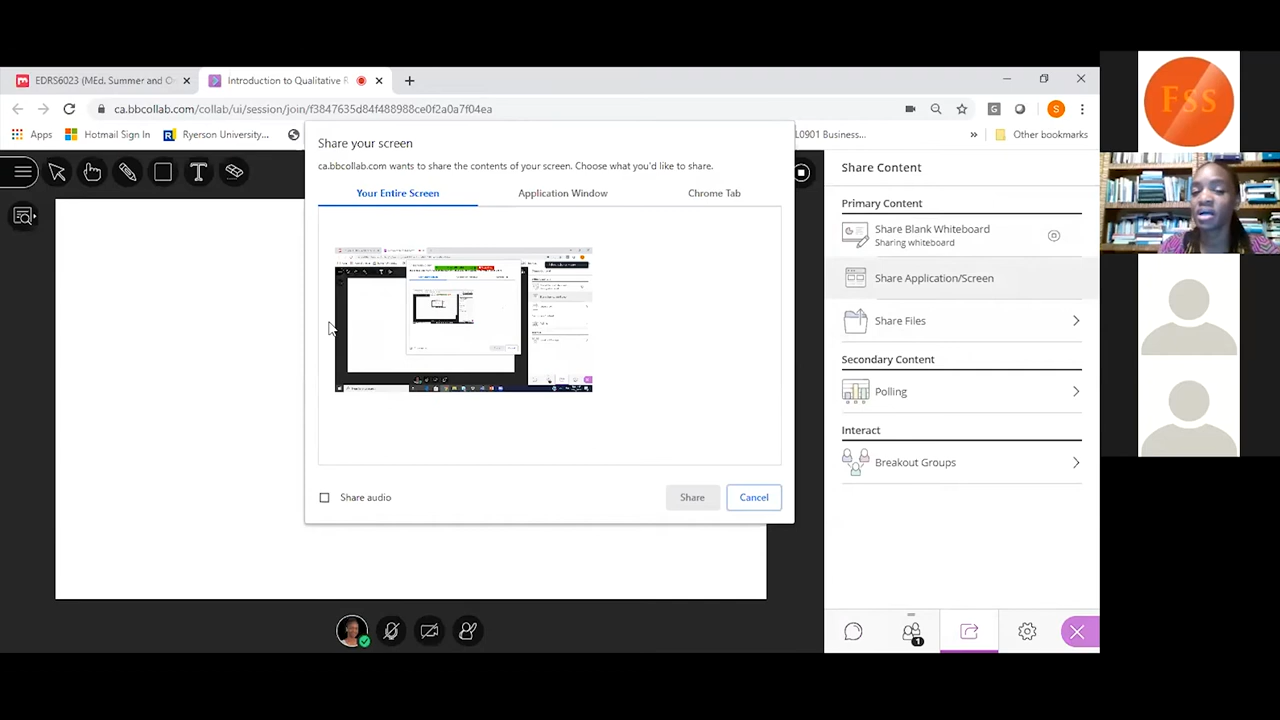 EDRS6023 (MEd. Summer and O
Introduction to Qualitative R
ca.bbcollab.com/collab/ui/session/join/f3847635d84f488988ce0f2a0a7f04ea
Apps
Hotmail Sign In
Ryerson University...
L0901 Business...
»
Other bookmarks
G
S
FSS
Share your screen
ca.bbcollab.com wants to share the contents of your screen. Choose what you'd like to share.
Your Entire Screen
Application Window
Chrome Tab
Share audio
Share
Cancel
T
Share Content
Primary Content
Share Blank Whiteboard
Sharing whiteboard
Share Application/Screen
Share Files
Secondary Content
Polling
Interact
Breakout Groups
1